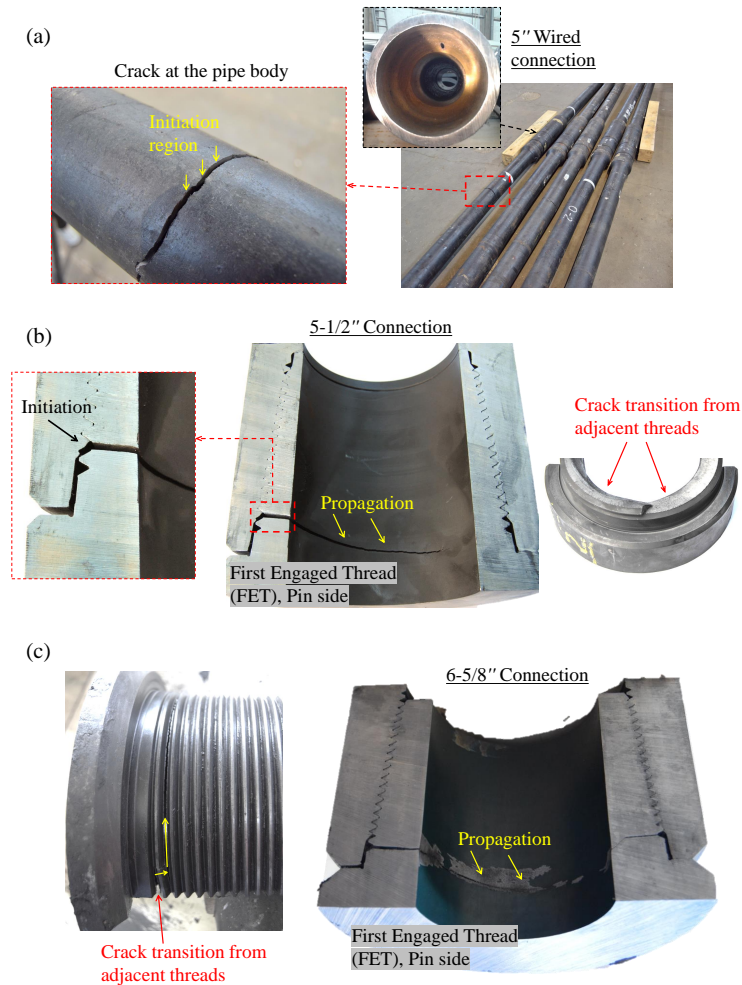 (a)
5″ Wired
connection
Crack at the pipe body
Initiation
region
(b)
5-1/2″ Connection
Initiation
Crack transition from
adjacent threads
Propagation
First Engaged Thread
(FET), Pin side
(c)
6-5/8″ Connection
Propagation
First Engaged Thread
(FET), Pin side
Crack transition from
adjacent threads